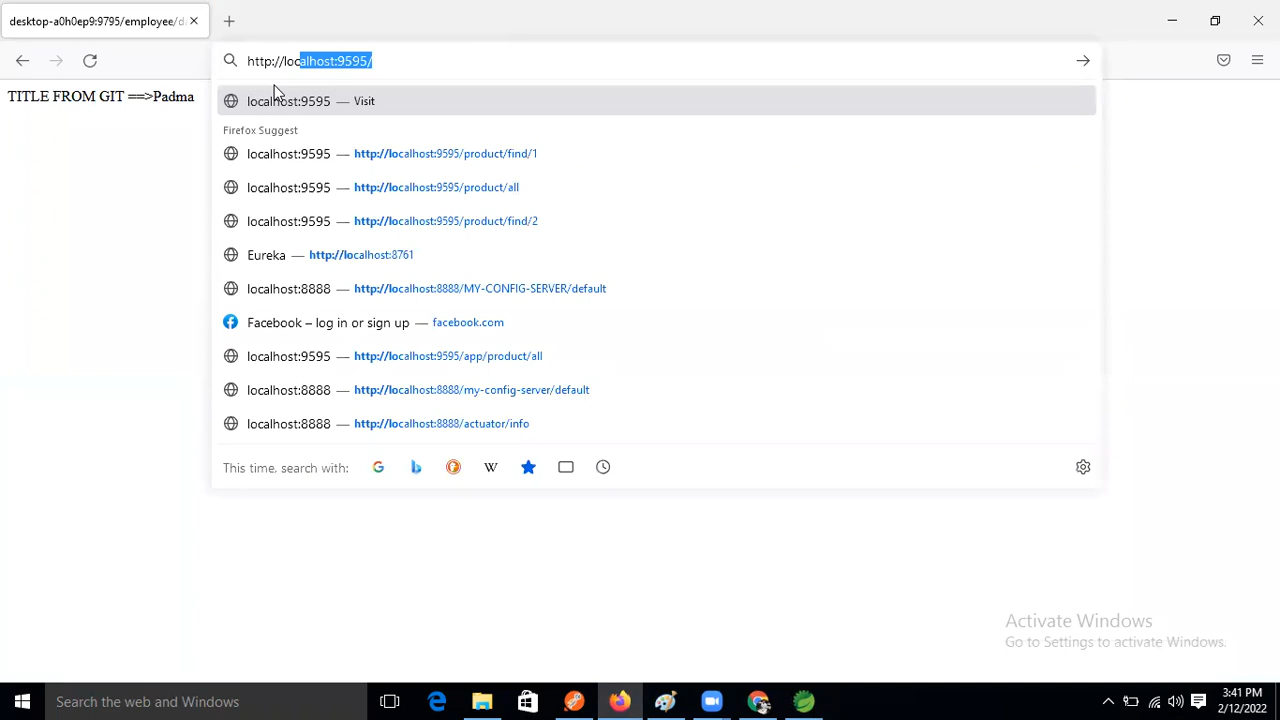 desktop-a0h0ep9:9795/employee/d
http://localhost:9595/
TITLE FROM GIT ==>Padma
localhost:9595 — Visit
Firefox Suggest
localhost:9595 — http://localhost:9595/product/find/1
localhost:9595 — http://localhost:9595/product/all
localhost:9595 — http://localhost:9595/product/find/2
Eureka — http://localhost:8761
localhost:8888 — http://localhost:8888/MY-CONFIG-SERVER/default
Facebook – log in or sign up — facebook.com
localhost:9595 — http://localhost:9595/app/product/all
localhost:8888 — http://localhost:8888/my-config-server/default
localhost:8888 — http://localhost:8888/actuator/info
This time, search with:
Activate Windows
Go to Settings to activate Windows.
Search the web and Windows
3:41 PM
2/12/2022